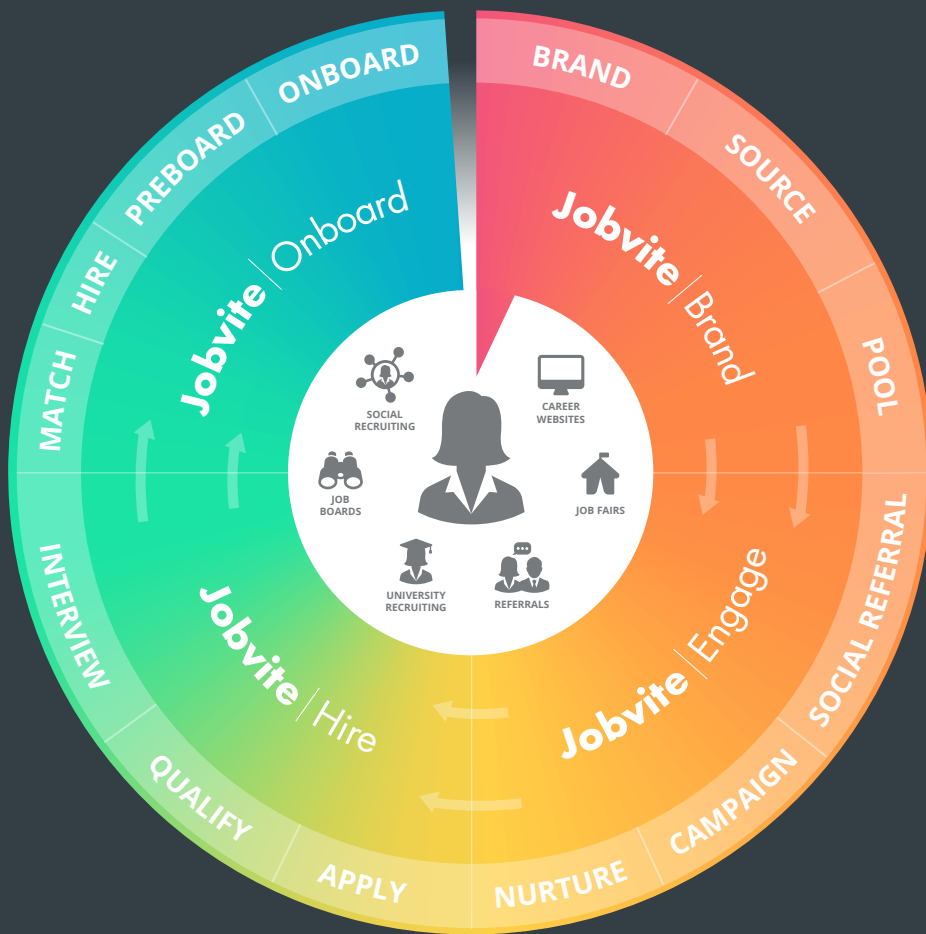 BRAND
SOURCE
POOL
SOCIAL REFERRAL
CAMPAIGN
NURTURE
APPLY
QUALIFY
INTERVIEW
MATCH
HIRE
PREBOARD
ONBOARD
Jobvite | Brand
Jobvite | Engage
Jobvite | Hire
Jobvite | Onboard
CAREER
WEBSITES
JOB FAIRS
REFERRALS
UNIVERSITY
RECRUITING
JOB
BOARDS
SOCIAL
RECRUITING